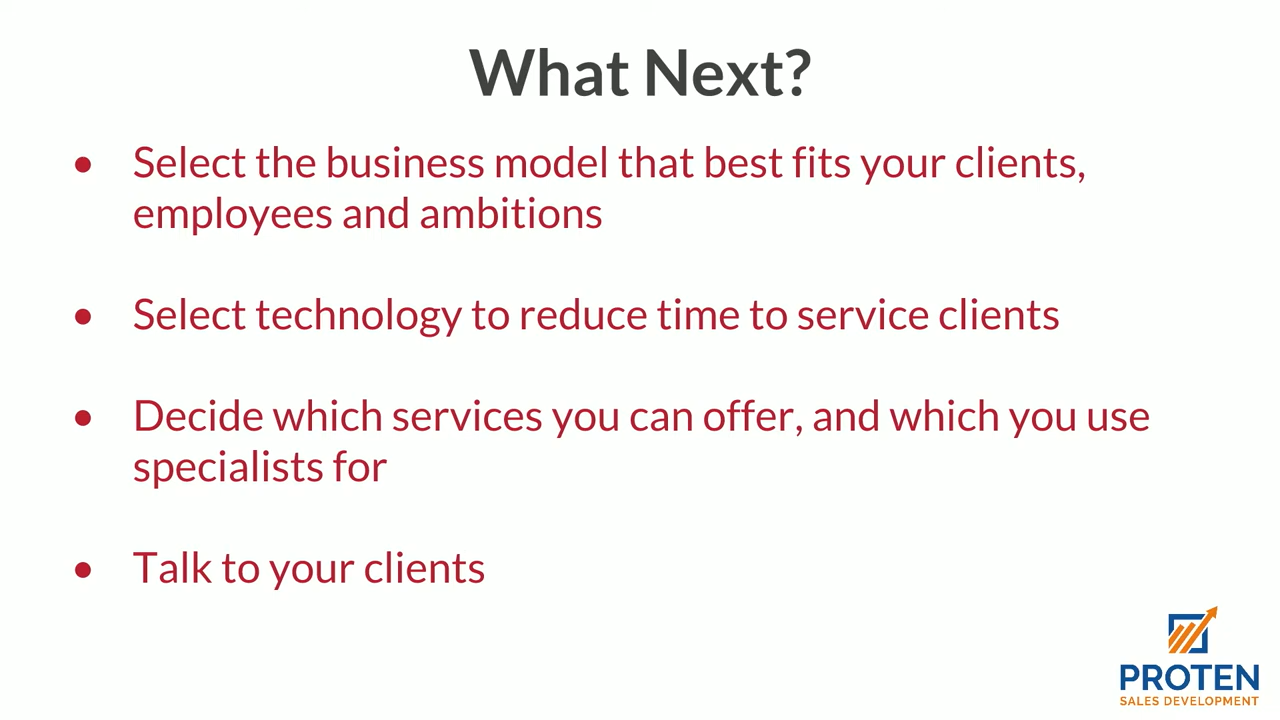 What Next?
• Select the business model that best fits your clients,
employees and ambitions
• Select technology to reduce time to service clients
• Decide which services you can offer, and which you use
specialists for
• Talk to your clients
PROTEN
SALES DEVELOPMENT